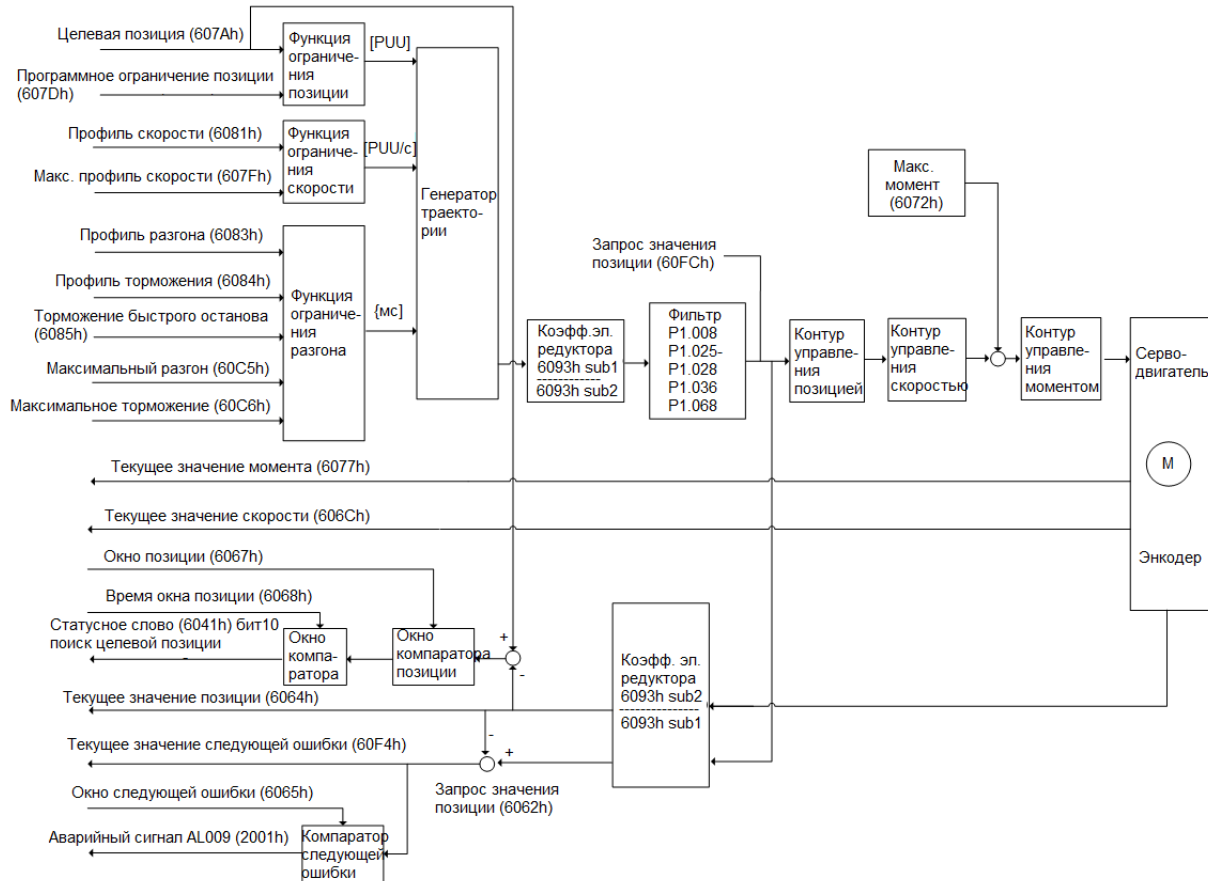 Целевая позиция (607Ah)
Программное ограничение позиции
(607Dh)
Функция
ограниче-
ния
позиции
[PUU]
Профиль скорости (6081h)
Макс. профиль скорости (607Fh)
Функция
ограниче-
ния
скорости
[PUU/с]
Генератор
траекто-
рии
Профиль разгона (6083h)
Профиль торможения (6084h)
Торможение быстрого останова
(6085h)
Максимальный разгон (60C5h)
Максимальное торможение (60C6h)
Функция
ограниче-
ния
разгона
{мс]
Коэфф.эл.
редуктора
6093h sub1
------------
6093h sub2
Фильтр
P1.008
P1.025-
P1.028
P1.036
P1.068
Запрос значения
позиции (60FCh)
Контур
управ-
ления
позицией
Контур
управ-
ления
скоростью
Макс.
момент
(6072h)
Контур
управ-
ления
моментом
Серво-
двигатель
M
Энкодер
Текущее значение момента (6077h)
Текущее значение скорости (606Ch)
Окно позиции (6067h)
Время окна позиции (6068h)
Статусное слово (6041h) бит10
поиск целевой позиции
-
Окно
компа-
ратора
Окно
компаратора
позиции
+
-
Коэфф. эл.
редуктора
6093h sub2
----------------
6093h sub1
Текущее значение позиции (6064h)
-
+
Текущее значение следующей ошибки (60F4h)
Запрос значения
позиции (6062h)
Окно следующей ошибки (6065h)
Аварийный сигнал AL009 (2001h)
Компаратор
следующей
ошибки